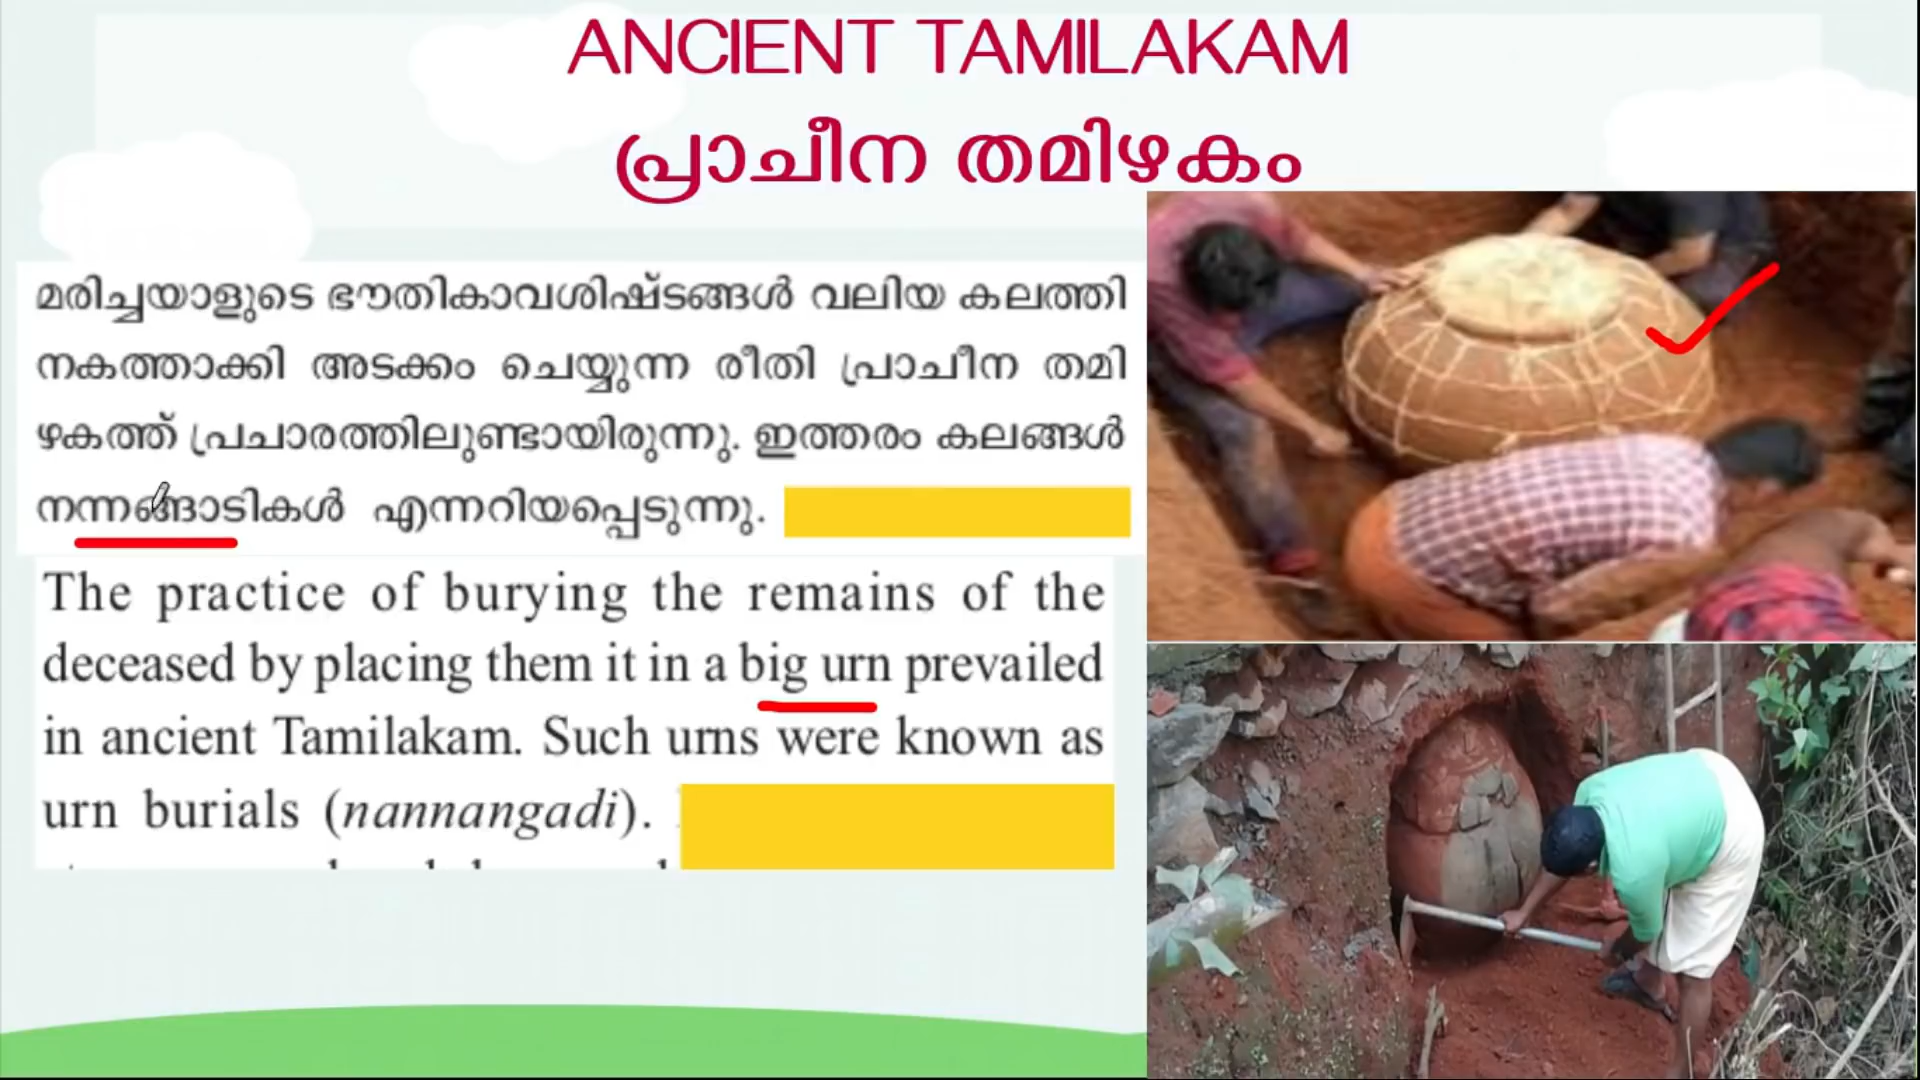 ANCIENT TAMILAKAM
പ്രാചീന തമിഴകം
മരിച്ചയാളുടെ ഭൗതികാവശിഷ്ടങ്ങൾ വലിയ കലത്തി
നകത്താക്കി അടക്കം ചെയ്യുന്ന രീതി പ്രാചീന തമി
ഴകത്ത് പ്രചാരത്തിലുണ്ടായിരുന്നു. ഇത്തരം കലങ്ങൾ
നന്നങ്ങാടികൾ എന്നറിയപ്പെടുന്നു.
The practice of burying the remains of the
deceased by placing them it in a big urn prevailed
in ancient Tamilakam. Such urns were known as
urn burials (nannangadi).